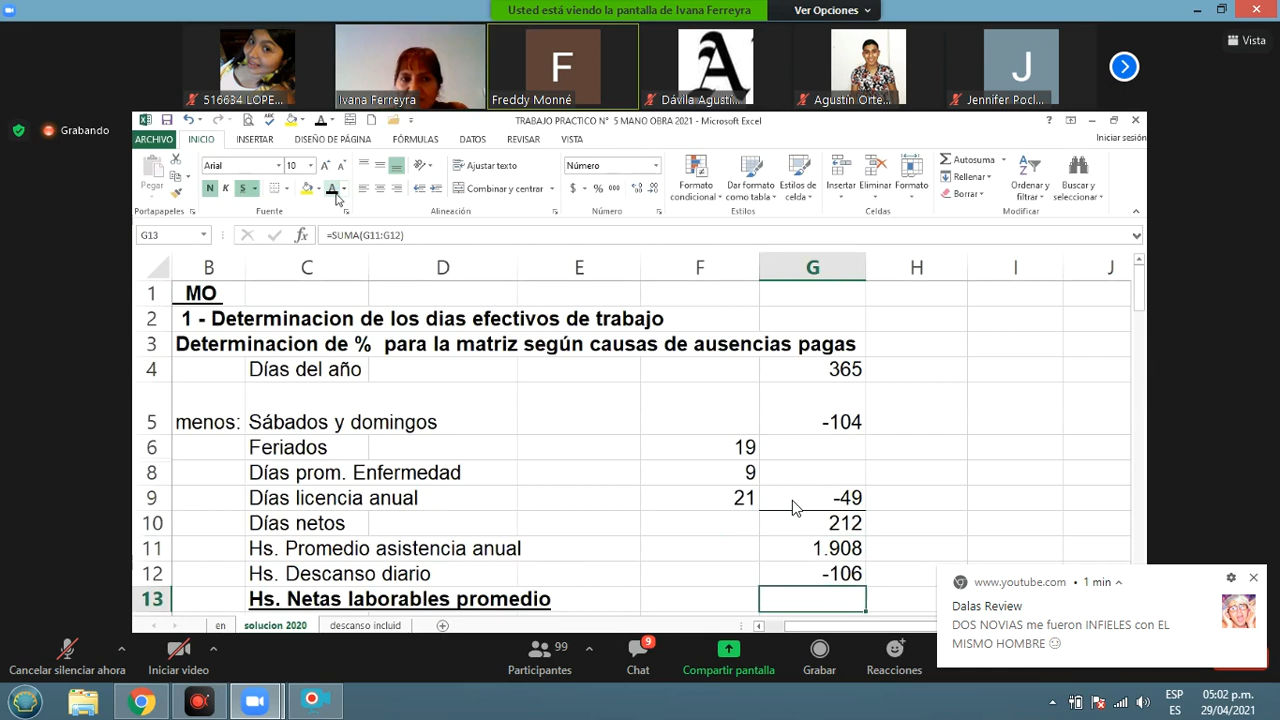 Usted está viendo la pantalla de Ivana Ferreyra
Ver Opciones
Vista
516634 LOPE...
Ivana Ferreyra
F
Freddy Monné
A
Dávila Agusti...
Agustín Orte...
J
Jennifer Pocl...
Grabando
TRABAJO PRACTICO N° 5 MANO OBRA 2021 - Microsoft Excel
ARCHIVO
INICIO
INSERTAR
DISEÑO DE PÁGINA
FÓRMULAS
DATOS
REVISAR
VISTA
Iniciar sesión
Pegar
Arial
10
N K S
Ajustar texto
Combinar y centrar
Número
$ % 000
Formato condicional
Dar formato como tabla
Estilos de celda
Insertar
Eliminar
Formato
Autosuma
Rellenar
Borrar
Ordenar y filtrar
Buscar y seleccionar
Portapapeles
Fuente
Alineación
Número
Estilos
Celdas
Modificar
G13
=SUMA(G11:G12)
B C D E F G H I J
1 MO
2 1 - Determinacion de los dias efectivos de trabajo
3 Determinacion de % para la matriz según causas de ausencias pagas
4 Días del año 365
5 menos: Sábados y domingos -104
6 Feriados 19
8 Días prom. Enfermedad 9
9 Días licencia anual 21 -49
10 Días netos 212
11 Hs. Promedio asistencia anual 1.908
12 Hs. Descanso diario -106
13 Hs. Netas laborables promedio
en
solucion 2020
descanso incluid
www.youtube.com • 1 min
Dalas Review
DOS NOVIAS me fueron INFIELES con EL
MISMO HOMBRE
Cancelar silenciar ahora
Iniciar video
99
Participantes
9
Chat
Compartir pantalla
Grabar
Reacciones
ESP
ES
05:02 p.m.
29/04/2021